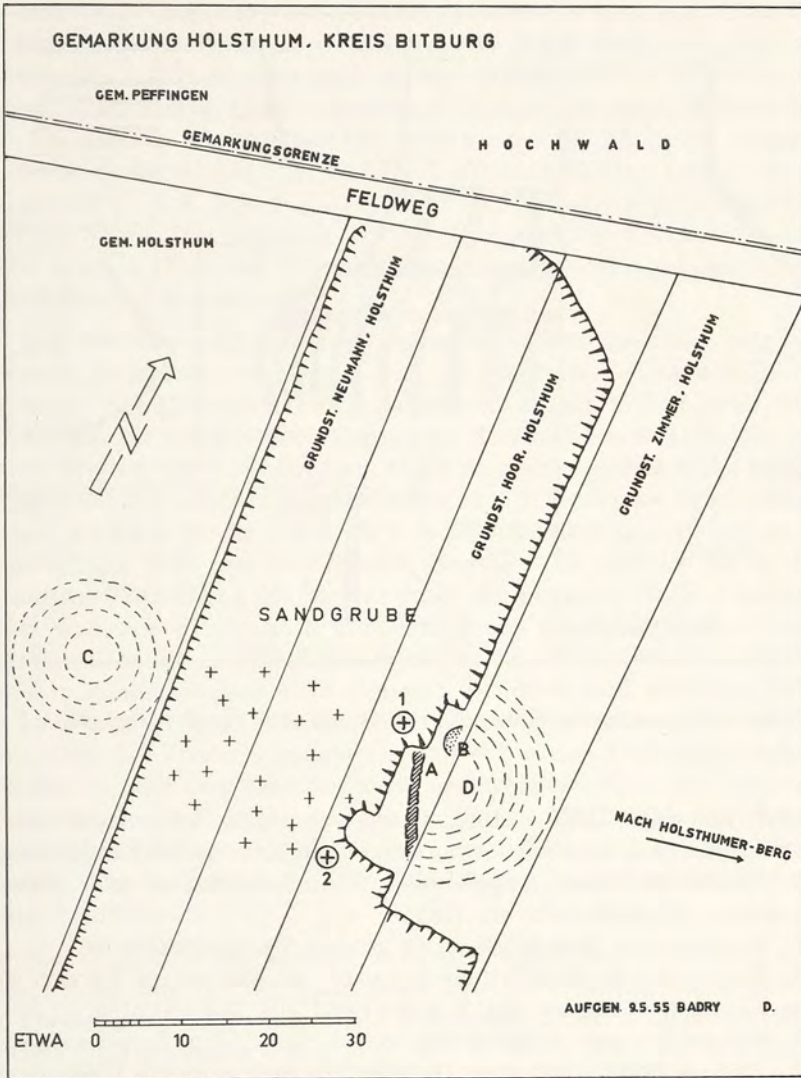 GEMARKUNG HOLSTHUM, KREIS BITBURG
GEM. PEFFINGEN
GEMARKUNGSGRENZE
HOCHWALD
FELDWEG
GEM. HOLSTHUM
GRUNDST. NEUMANN, HOLSTHUM
GRUNDST. HOOR, HOLSTHUM
GRUNDST. ZIMMER, HOLSTHUM
N
SANDGRUBE
C
1
B
A
D
2
NACH HOLSTHUMER-BERG
AUFGEN. 9.5.55 BADRY D.
ETWA 0 10 20 30